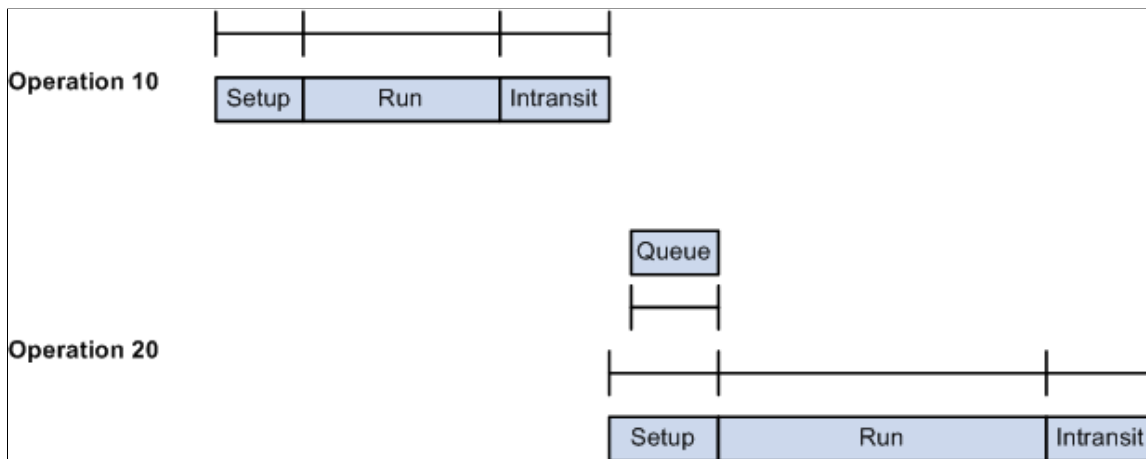 Operation 10
Setup Run Intransit
Queue
Operation 20
Setup Run Intransit